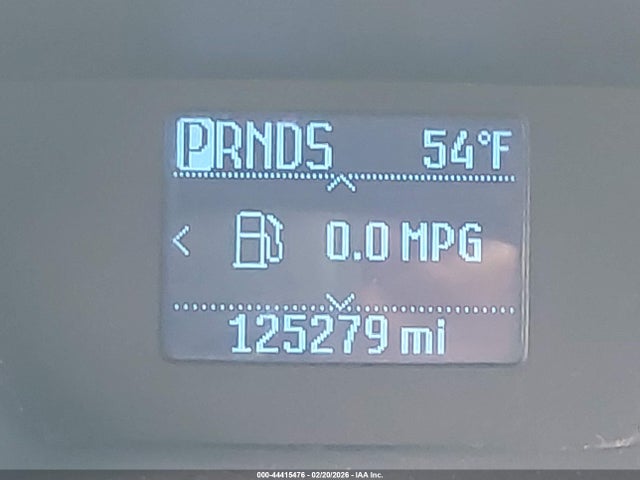 PRNDS 54°F
< 0.0 MPG
125279 mi
000-44415476 - 02/20/2026 - IAA Inc.